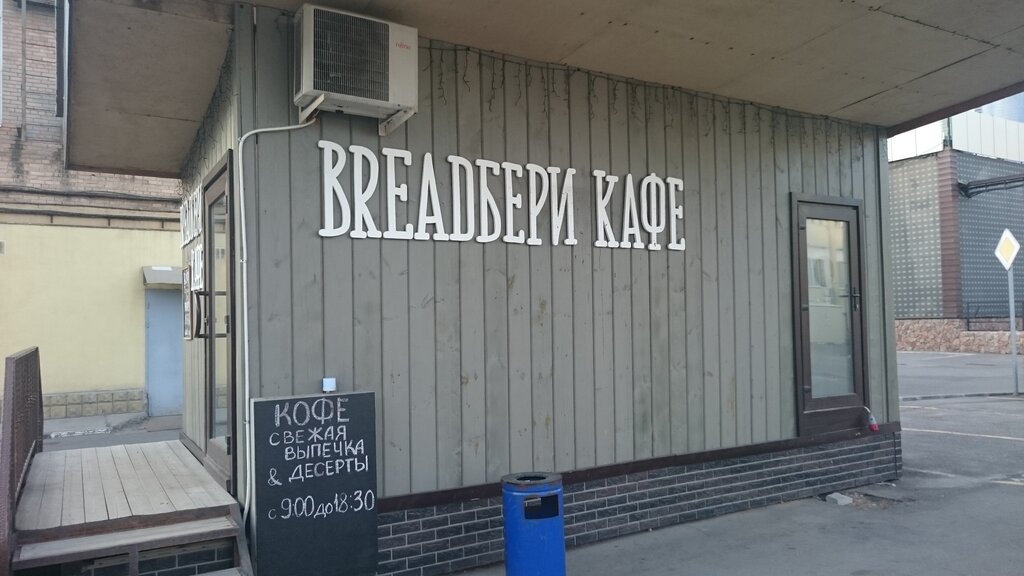 BREADБЕРИ КАФЕ
КОФЕ
СВЕЖАЯ
ВЫПЕЧКА
& ДЕСЕРТЫ
с 9:00 до 18:30